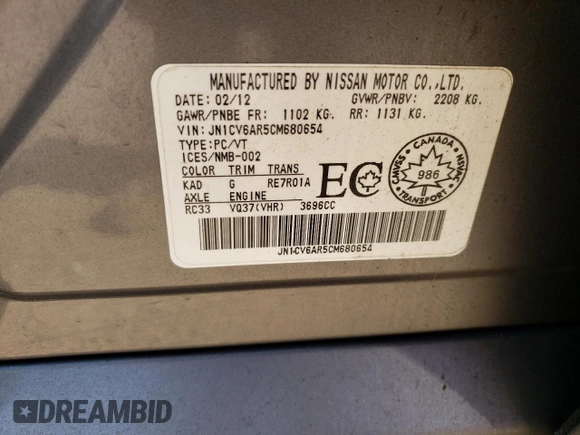 MANUFACTURED BY NISSAN MOTOR CO.,LTD.
DATE: 02/12 GVWR/PNBV: 2208 KG.
GAWR/PNBE FR: 1102 KG. RR: 1131 KG.
VIN: JN1CV6AR5CM680654
TYPE: PC/VT
ICES/NMB-002
COLOR TRIM TRANS
KAD G RE7R01A
AXLE ENGINE
RC33 VQ37(VHR) 3696CC
EC
CANADA
CMVSS NSVAC
986
TRANSPORT
JN1CV6AR5CM680654
DREAMBID